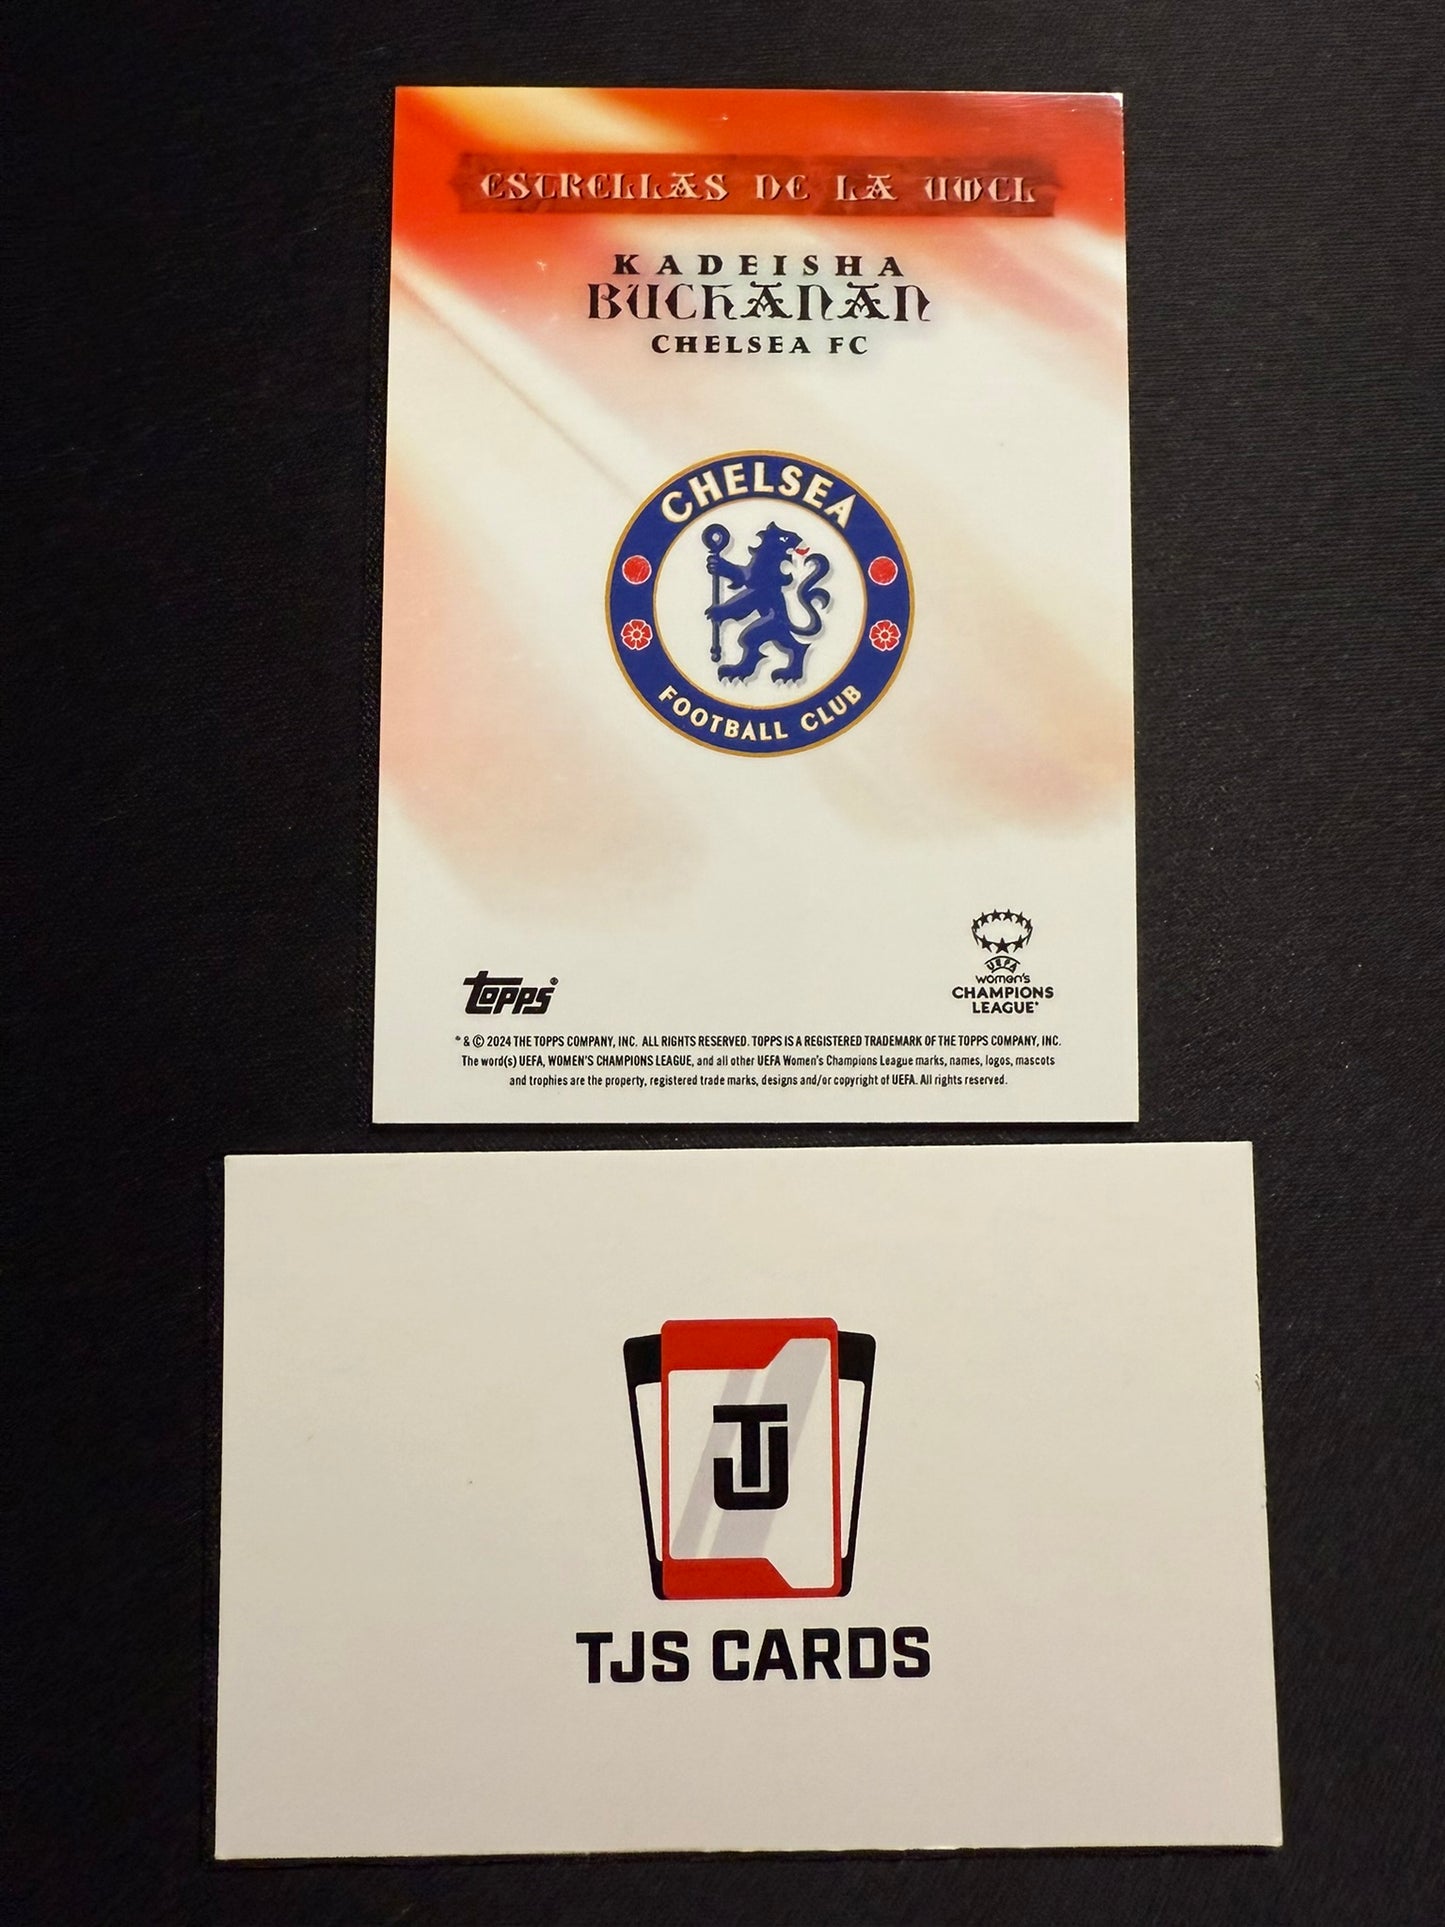 ESTRELLAS DE LA UWCL
KADEISHA
BUCHANAN
CHELSEA FC
CHELSEA
FOOTBALL CLUB
topps®
UEFA
women's
CHAMPIONS
LEAGUE®
® & © 2024 THE TOPPS COMPANY, INC. ALL RIGHTS RESERVED. TOPPS IS A REGISTERED TRADEMARK OF THE TOPPS COMPANY, INC.
The word(s) UEFA, WOMEN'S CHAMPIONS LEAGUE, and all other UEFA Women's Champions League marks, names, logos, mascots
and trophies are the property, registered trade marks, designs and/or copyright of UEFA. All rights reserved.
TJ
TJS CARDS